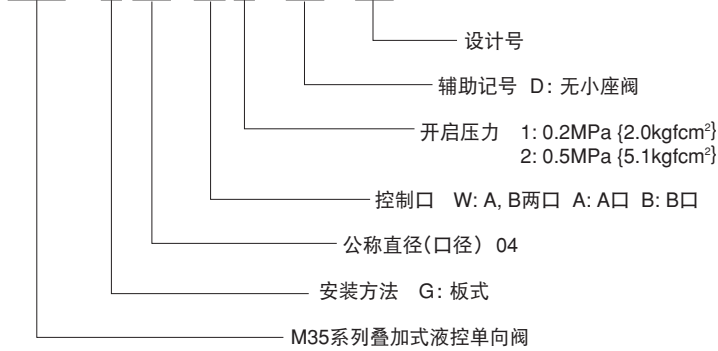 设计号
辅助记号 D: 无小座阀
开启压力 1: 0.2MPa {2.0kgfcm²}
2: 0.5MPa {5.1kgfcm²}
控制口 W: A, B两口 A: A口 B: B口
公称直径(口径) 04
安装方法 G: 板式
M35系列叠加式液控单向阀